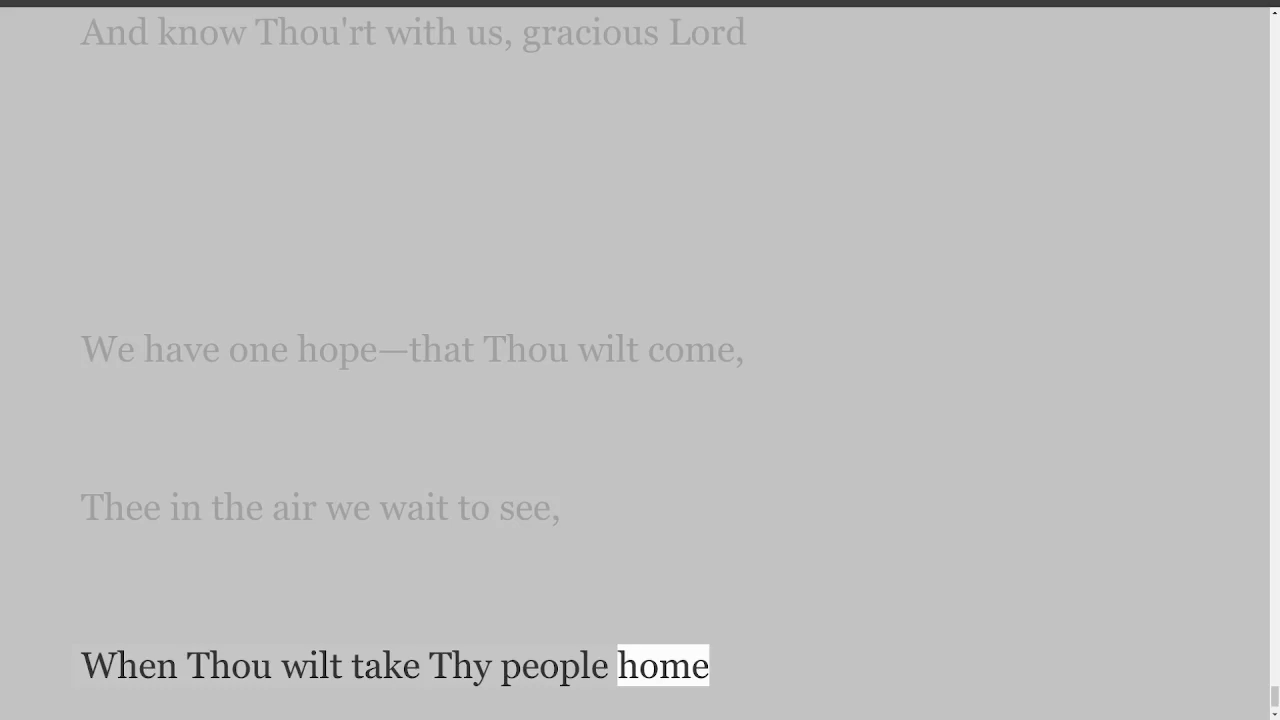 And know Thou'rt with us, gracious Lord
We have one hope—that Thou wilt come,
Thee in the air we wait to see,
When Thou wilt take Thy people home